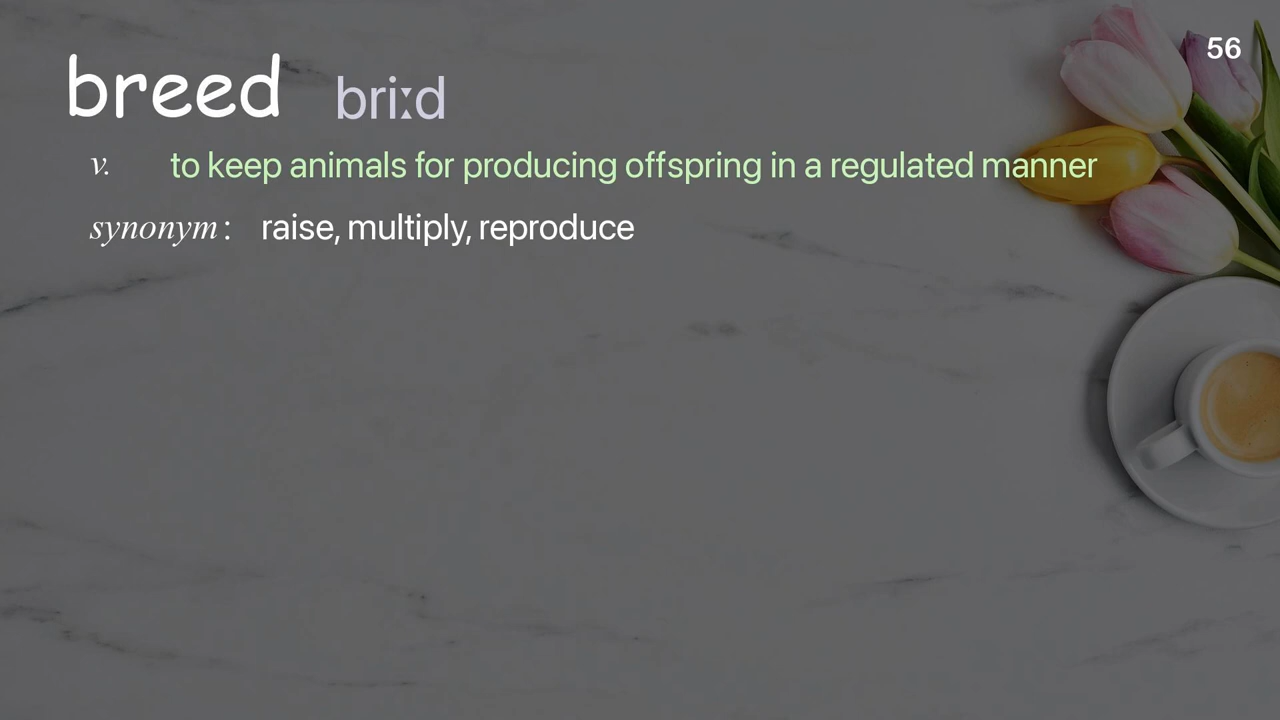 56
breed briːd
v. to keep animals for producing offspring in a regulated manner
synonym: raise, multiply, reproduce